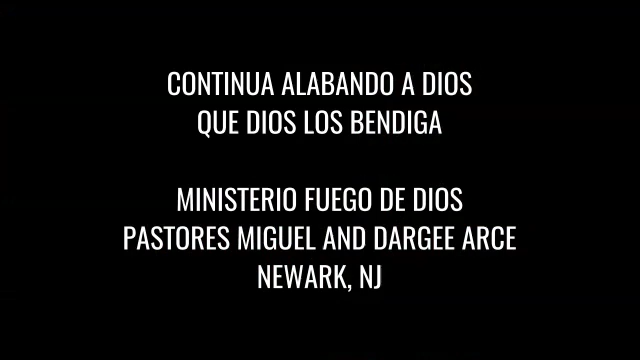 CONTINUA ALABANDO A DIOS
QUE DIOS LOS BENDIGA
MINISTERIO FUEGO DE DIOS
PASTORES MIGUEL AND DARGEE ARCE
NEWARK, NJ